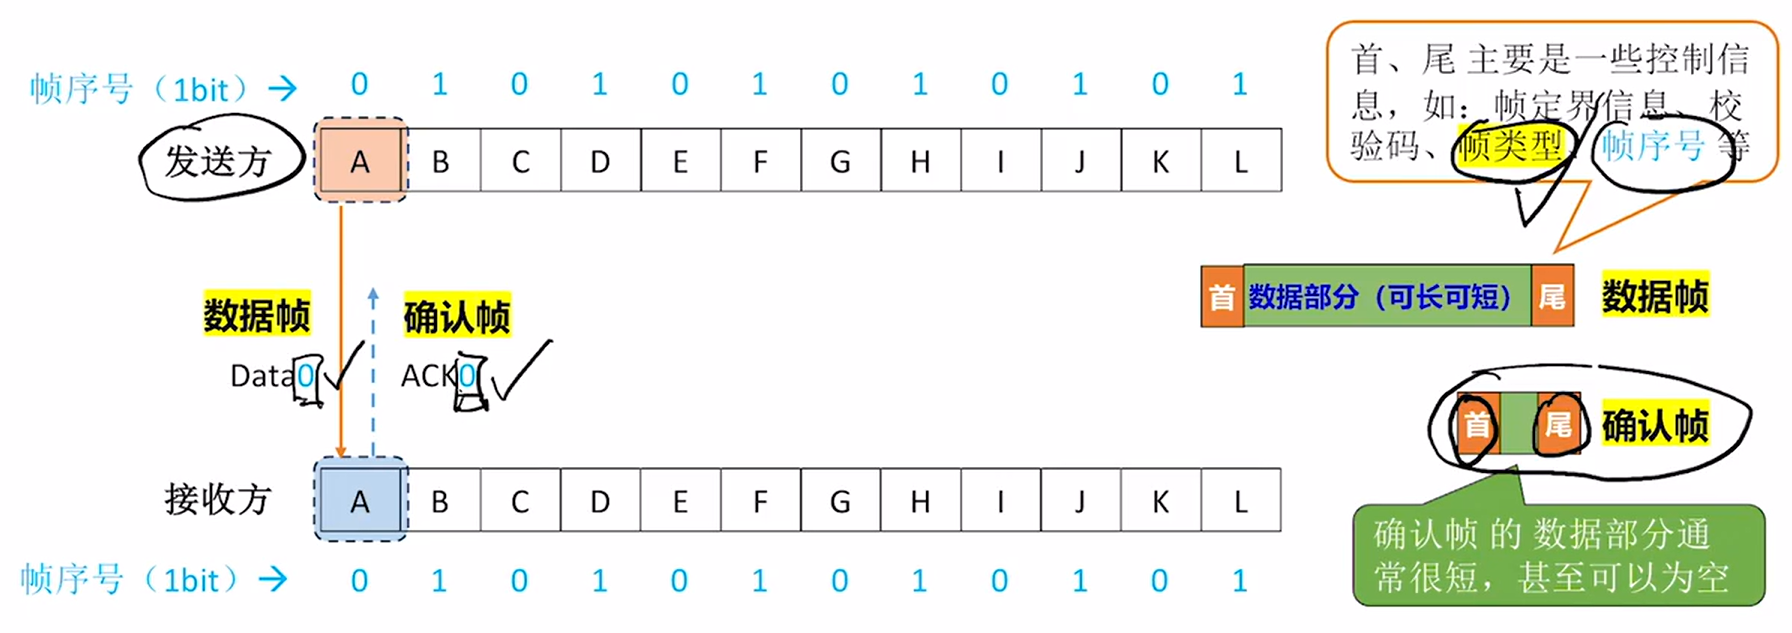 帧序号（1bit）→ 0 1 0 1 0 1 0 1 0 1 0 1
发送方 A B C D E F G H I J K L
首、尾 主要是一些控制信
息，如：帧定界信息、校
验码、帧类型、帧序号 等
首 数据部分（可长可短） 尾 数据帧
数据帧 确认帧
Data0 ACK0
首 尾 确认帧
接收方 A B C D E F G H I J K L
确认帧 的 数据部分通
常很短，甚至可以为空
帧序号（1bit）→ 0 1 0 1 0 1 0 1 0 1 0 1